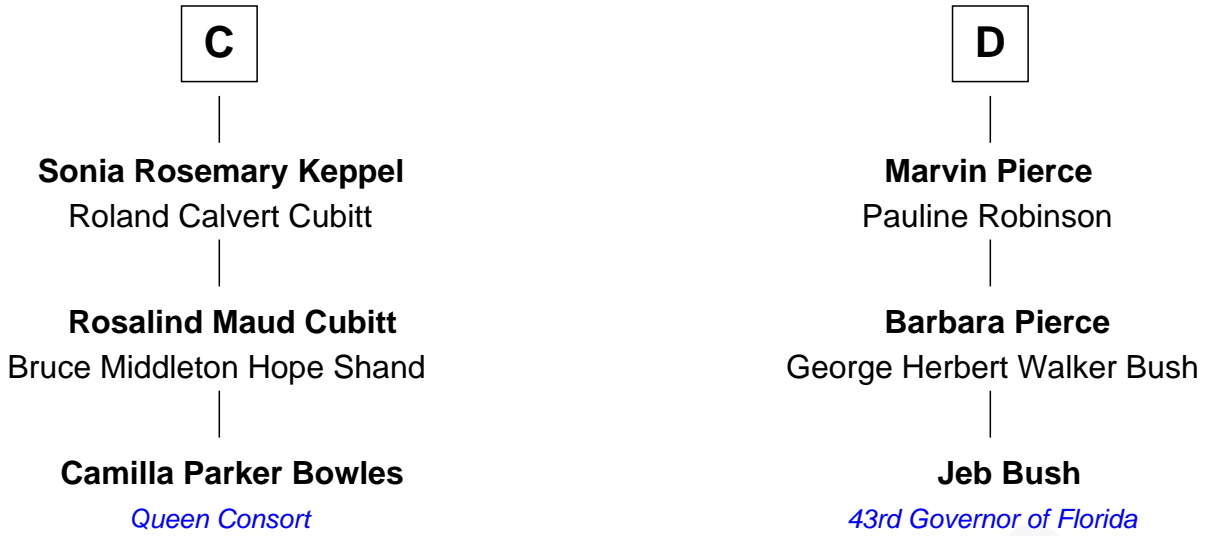 C
Sonia Rosemary Keppel
Roland Calvert Cubitt
Rosalind Maud Cubitt
Bruce Middleton Hope Shand
Camilla Parker Bowles
Queen Consort
D
Marvin Pierce
Pauline Robinson
Barbara Pierce
George Herbert Walker Bush
Jeb Bush
43rd Governor of Florida